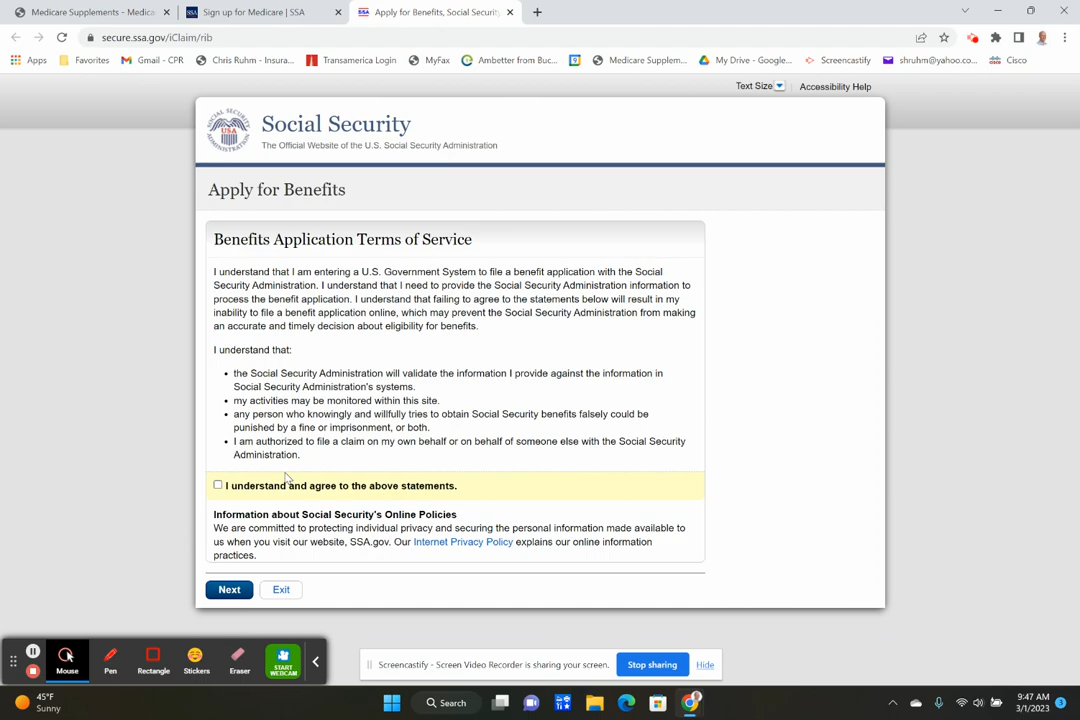 Medicare Supplements - Medica
Sign up for Medicare | SSA
Apply for Benefits, Social Security
secure.ssa.gov/iClaim/rib
Apps
Favorites
Gmail - CPR
Chris Ruhm - Insura...
Transamerica Login
MyFax
Ambetter from Buc...
Medicare Supplem...
My Drive - Google...
Screencastify
shruhm@yahoo.co...
Cisco
Text Size
Accessibility Help
SOCIAL SECURITY ADMINISTRATION
USA
Social Security
The Official Website of the U.S. Social Security Administration
Apply for Benefits
Benefits Application Terms of Service
I understand that I am entering a U.S. Government System to file a benefit application with the Social
Security Administration. I understand that I need to provide the Social Security Administration information to
process the benefit application. I understand that failing to agree to the statements below will result in my
inability to file a benefit application online, which may prevent the Social Security Administration from making
an accurate and timely decision about eligibility for benefits.
I understand that:
• the Social Security Administration will validate the information I provide against the information in
Social Security Administration's systems.
• my activities may be monitored within this site.
• any person who knowingly and willfully tries to obtain Social Security benefits falsely could be
punished by a fine or imprisonment, or both.
• I am authorized to file a claim on my own behalf or on behalf of someone else with the Social Security
Administration.
I understand and agree to the above statements.
Information about Social Security's Online Policies
We are committed to protecting individual privacy and securing the personal information made available to
us when you visit our website, SSA.gov. Our Internet Privacy Policy explains our online information
practices.
Next
Exit
Mouse
Pen
Rectangle
Stickers
Eraser
START
WEBCAM
Screencastify - Screen Video Recorder is sharing your screen.
Stop sharing
Hide
45°F
Sunny
Search
9:47 AM
3/1/2023
3